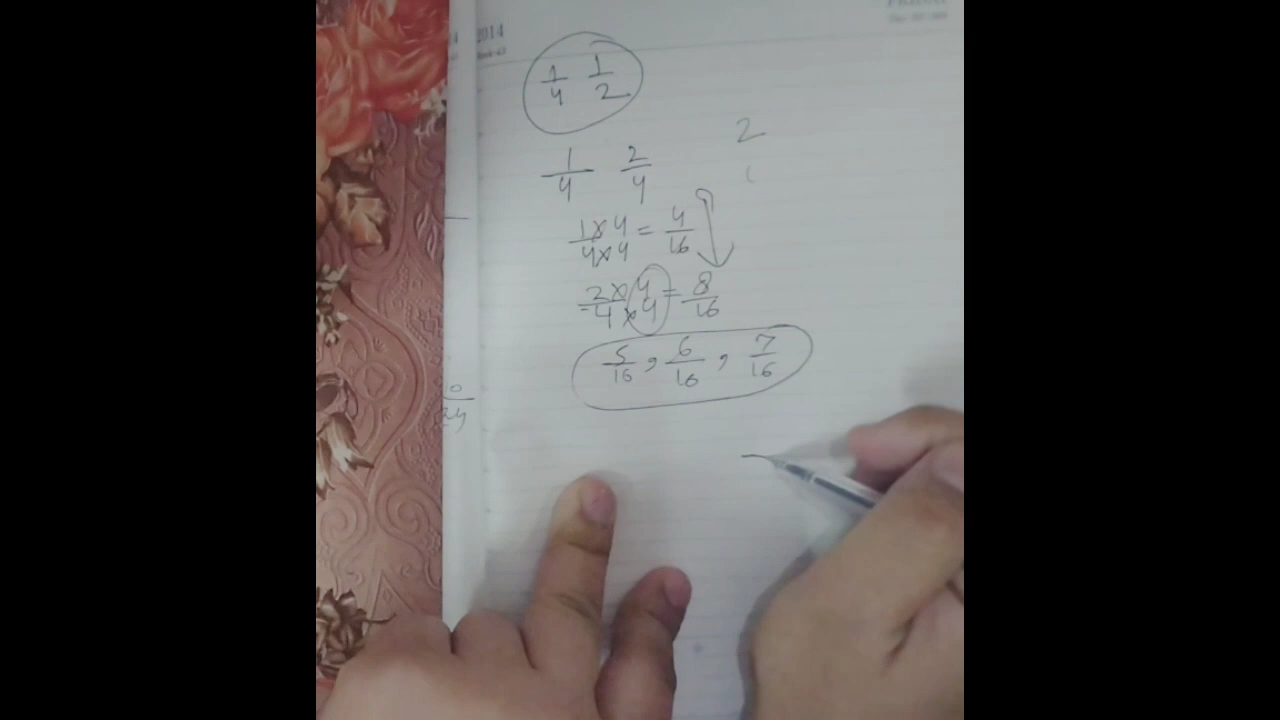 2014
1/4 1/2
2
1/4 2/4
1×4/4×4 = 4/16
2×4/4×4 = 8/16
5/16 , 6/16 , 7/16